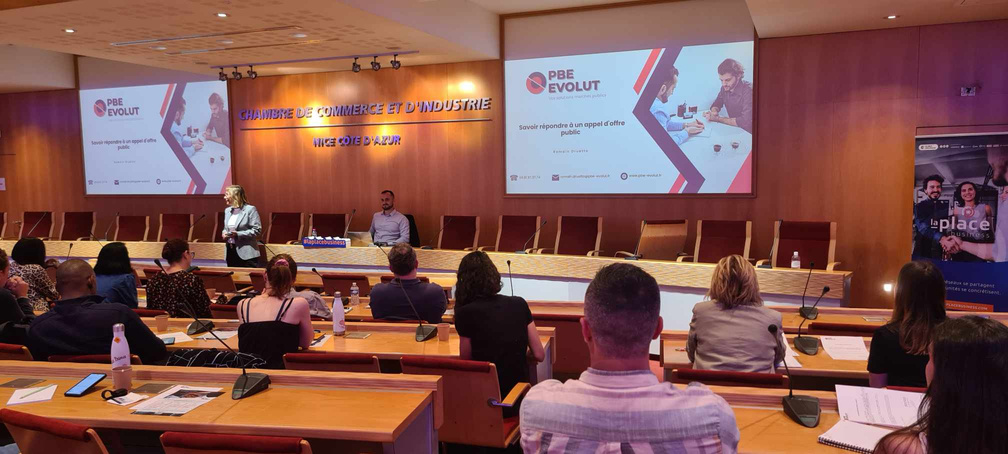 PBE
EVOLUT
Savoir répondre à un appel d'offre
public
CHAMBRE DE COMMERCE ET D'INDUSTRIE
NICE CÔTE D'AZUR
PBE
EVOLUT
Savoir répondre à un appel d'offre
public
#laplacebusiness
la place
business